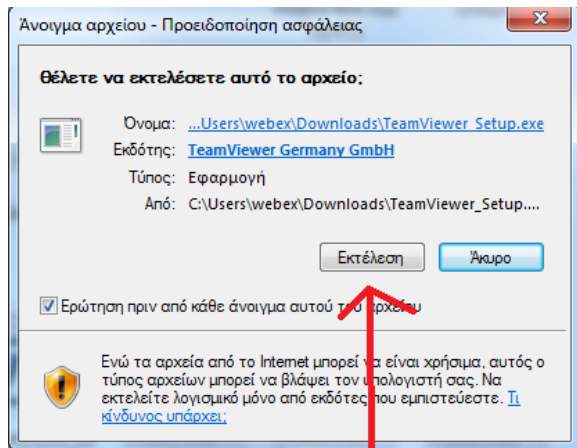 Άνοιγμα αρχείου - Προειδοποίηση ασφάλειας
Θέλετε να εκτελέσετε αυτό το αρχείο;
Όνομα: ...Users\webex\Downloads\TeamViewer_Setup.exe
Εκδότης: TeamViewer Germany GmbH
Τύπος: Εφαρμογή
Από: C:\Users\webex\Downloads\TeamViewer_Setup....
Εκτέλεση Άκυρο
Ερώτηση πριν από κάθε άνοιγμα αυτού του αρχείου
Ενώ τα αρχεία από το Internet μπορεί να είναι χρήσιμα, αυτός ο
τύπος αρχείων μπορεί να βλάψει τον υπολογιστή σας. Να
εκτελείτε λογισμικό μόνο από εκδότες που εμπιστεύεστε. Τι
κίνδυνος υπάρχει;